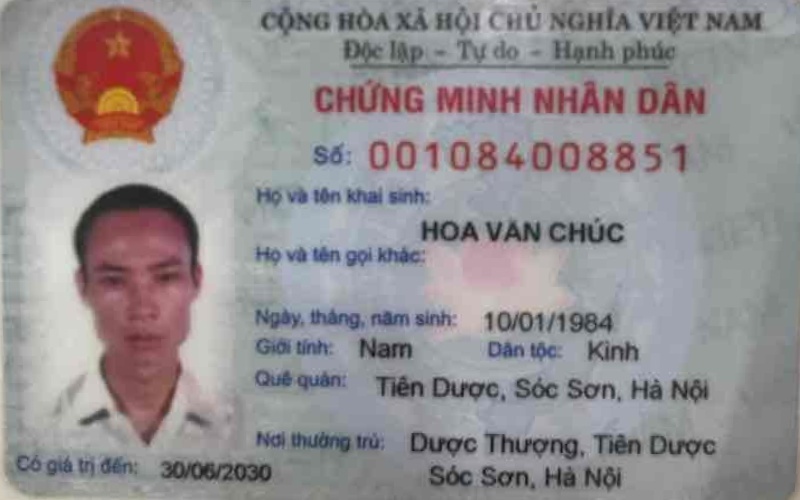 CỘNG HÒA XÃ HỘI CHỦ NGHĨA VIỆT NAM
Độc lập - Tự do - Hạnh phúc
CHỨNG MINH NHÂN DÂN
Số: 001084008851
Họ và tên khai sinh:
HOA VĂN CHÚC
Họ và tên gọi khác:
Ngày, tháng, năm sinh: 10/01/1984
Giới tính: Nam Dân tộc: Kinh
Quê quán: Tiên Dược, Sóc Sơn, Hà Nội
Nơi thường trú: Dược Thượng, Tiên Dược
Sóc Sơn, Hà Nội
Có giá trị đến: 30/06/2030